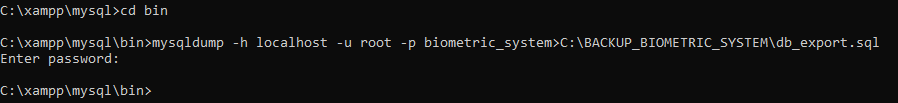 C:\xampp\mysql>cd bin
C:\xampp\mysql\bin>mysqldump -h localhost -u root -p biometric_system>C:\BACKUP_BIOMETRIC_SYSTEM\db_export.sql
Enter password:
C:\xampp\mysql\bin>